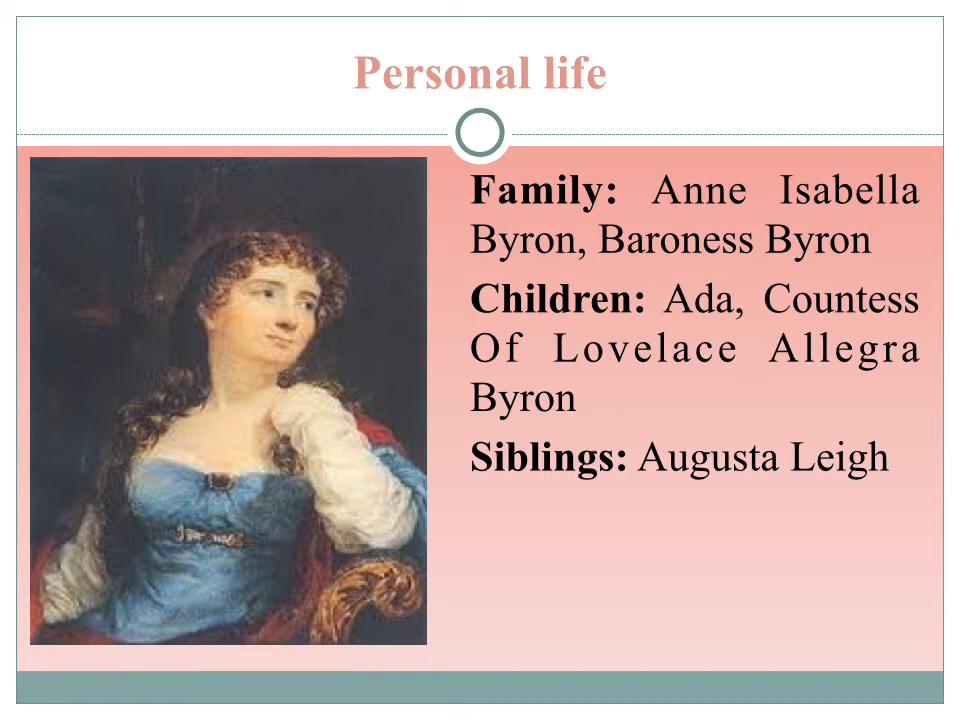 Personal life
Family: Anne Isabella
Byron, Baroness Byron
Children: Ada, Countess
Of Lovelace Allegra
Byron
Siblings: Augusta Leigh